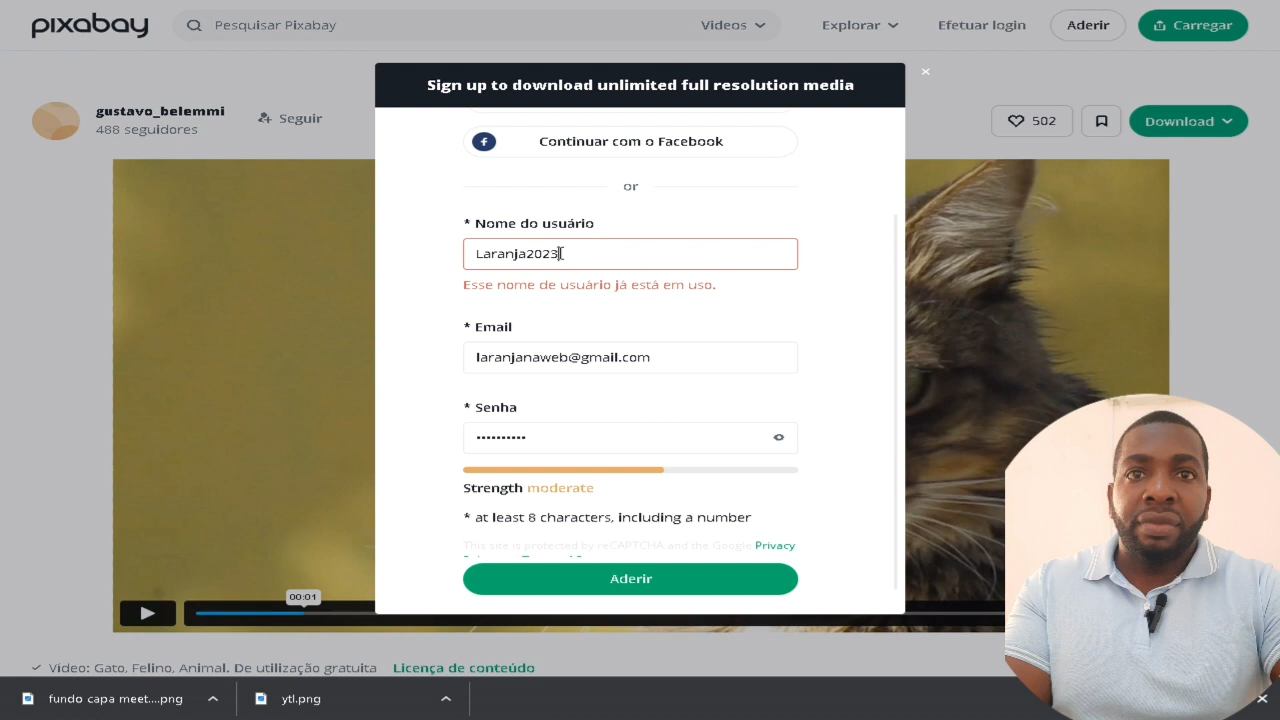 pixabay
Pesquisar Pixabay
Videos
Explorar
Efetuar login
Aderir
Carregar
Sign up to download unlimited full resolution media
×
gustavo_belemmi
488 seguidores
Seguir
502
Download
Continuar com o Facebook
or
* Nome do usuário
Laranja2023
Esse nome de usuário já está em uso.
* Email
laranjanaweb@gmail.com
* Senha
••••••••••
Strength moderate
* at least 8 characters, including a number
This site is protected by reCAPTCHA and the Google Privacy
Aderir
00:01
Vídeo: Gato, Felino, Animal. De utilização gratuita Licença de conteúdo
fundo capa meet....png
ytl.png